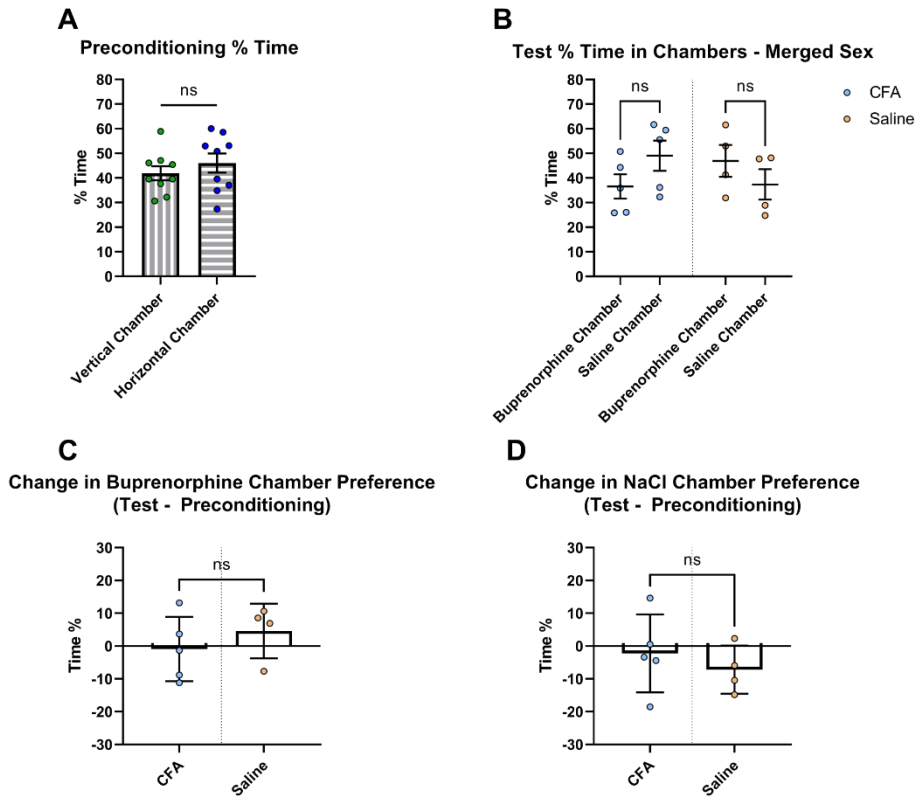 A
Preconditioning % Time
ns
80
70
60
50
40
30
20
10
0
% Time
Vertical Chamber
Horizontal Chamber
B
Test % Time in Chambers - Merged Sex
ns
ns
CFA
Saline
80
70
60
50
40
30
20
10
0
% Time
Buprenorphine Chamber
Saline Chamber
Buprenorphine Chamber
Saline Chamber
C
Change in Buprenorphine Chamber Preference
(Test - Preconditioning)
ns
30
20
10
0
-10
-20
-30
Time %
CFA
Saline
D
Change in NaCl Chamber Preference
(Test - Preconditioning)
ns
30
20
10
0
-10
-20
-30
Time %
CFA
Saline